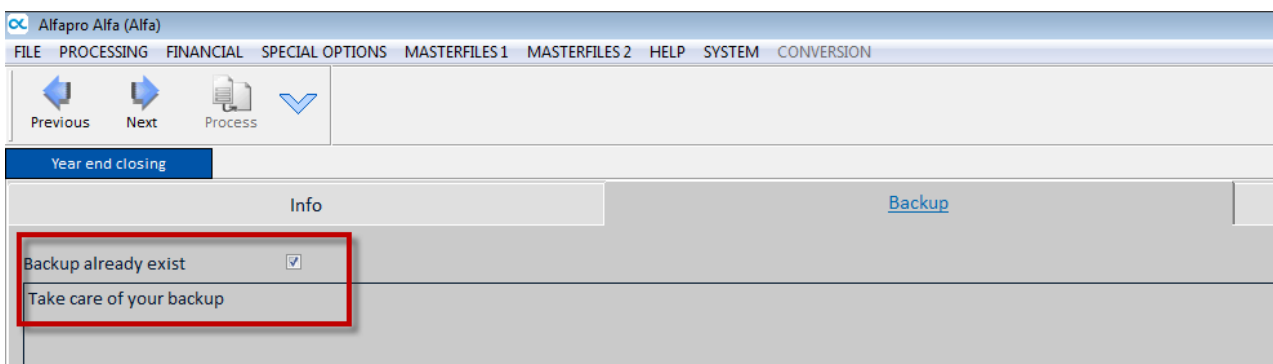 Alfapro Alfa (Alfa)
FILE PROCESSING FINANCIAL SPECIAL OPTIONS MASTERFILES 1 MASTERFILES 2 HELP SYSTEM CONVERSION
Previous Next Process
Year end closing
Info Backup
Backup already exist
Take care of your backup